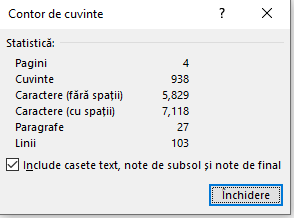 Contor de cuvinte
Statistică:
Pagini 4
Cuvinte 938
Caractere (fără spații) 5,829
Caractere (cu spații) 7,118
Paragrafe 27
Linii 103
Include casete text, note de subsol și note de final
Închidere